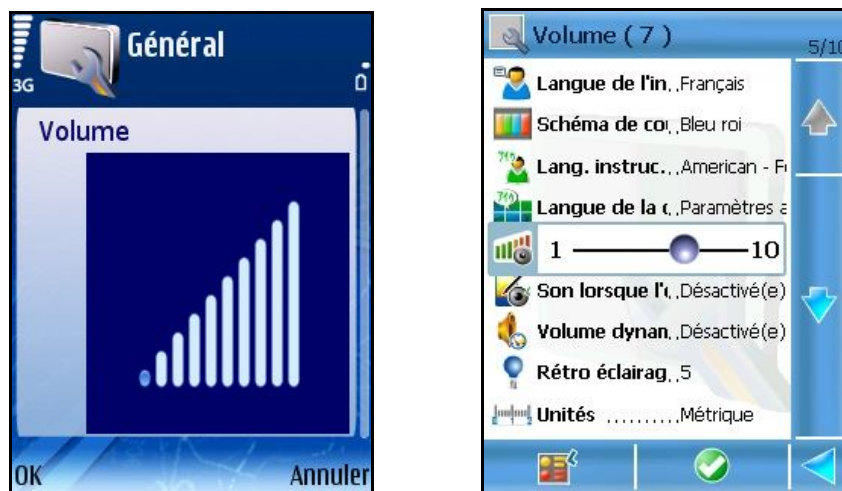 Général
3G
Volume
OK Annuler
Volume ( 7 )
5/10
Langue de l'in..Français
Schéma de cou..Bleu roi
Lang. instruc...American - F
Langue de la c..Paramètres a
1 10
Son lorsque l'u..Désactivé(e)
Volume dynan..Désactivé(e)
Rétro éclairag..5
Unités ..........Métrique